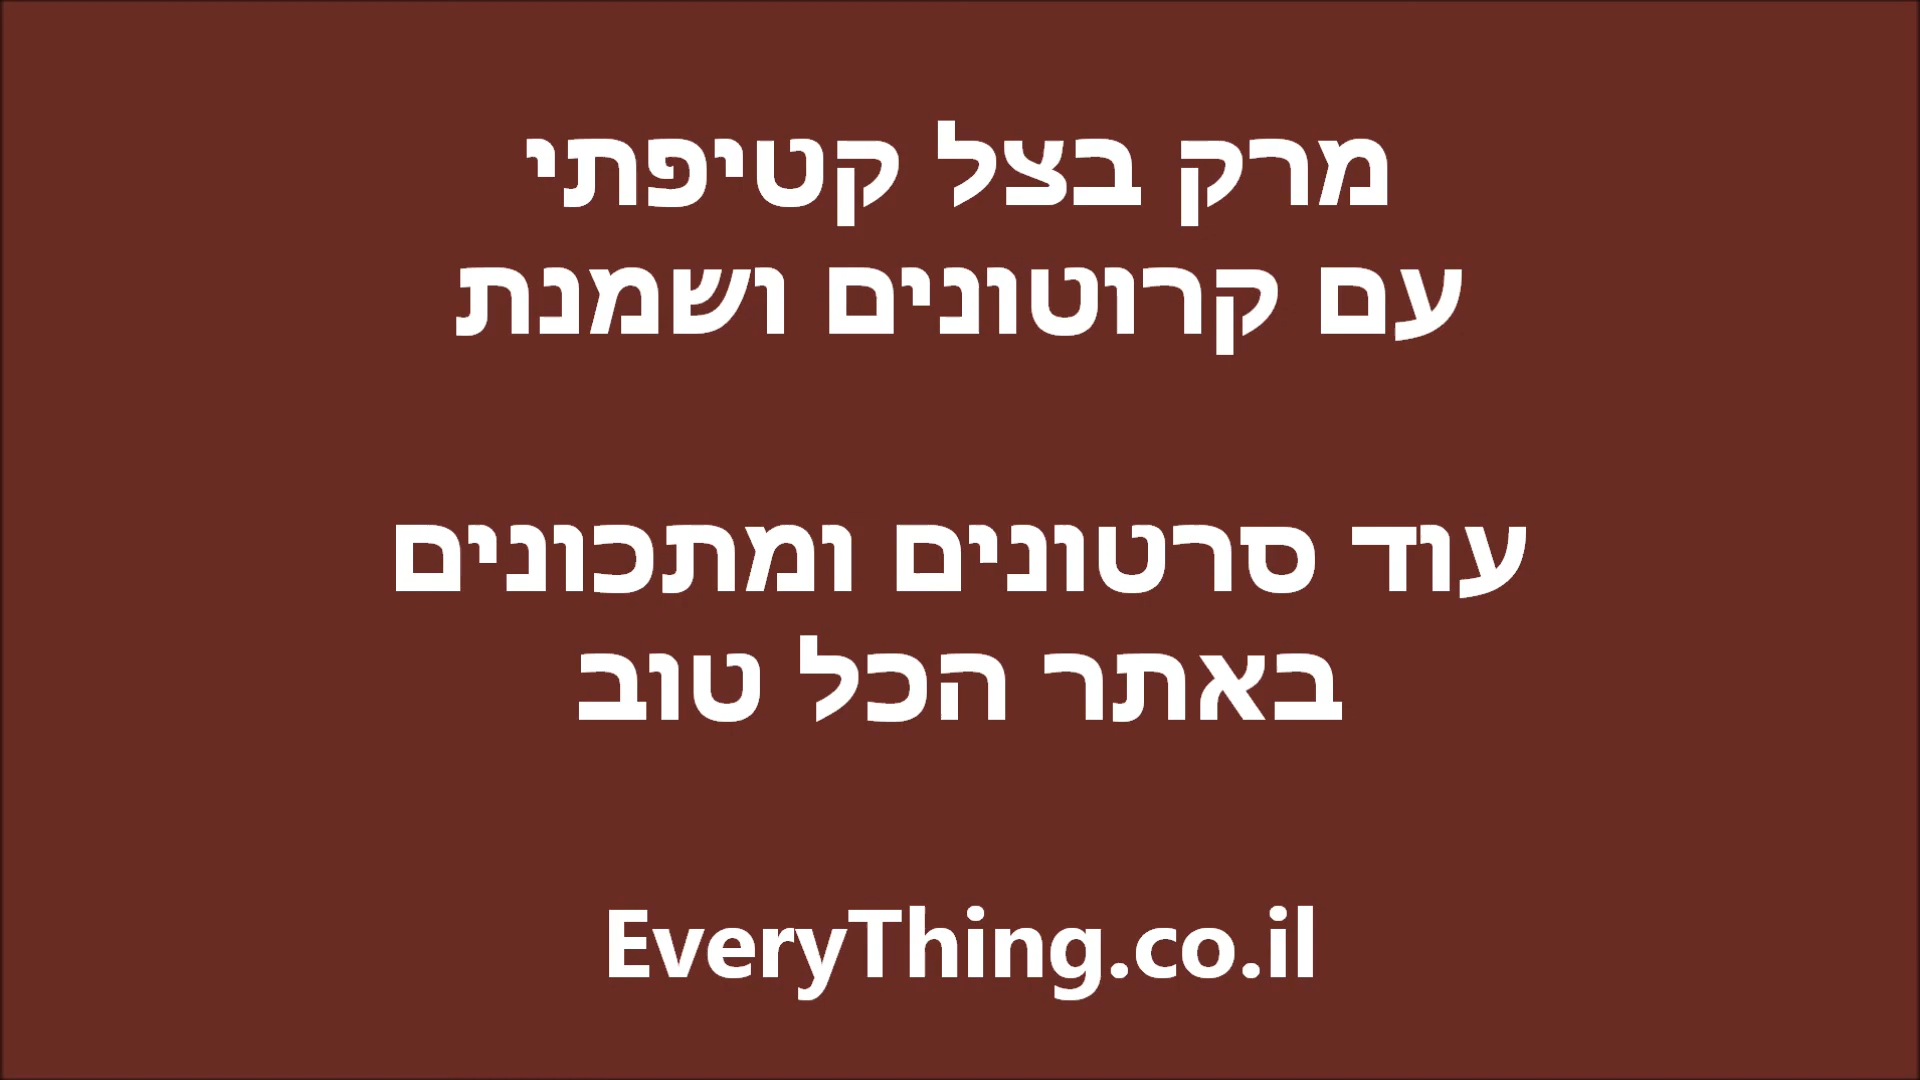 מרק בצל קטיפתי
עם קרוטונים ושמנת
עוד סרטונים ומתכונים
באתר הכל טוב
EveryThing.co.il